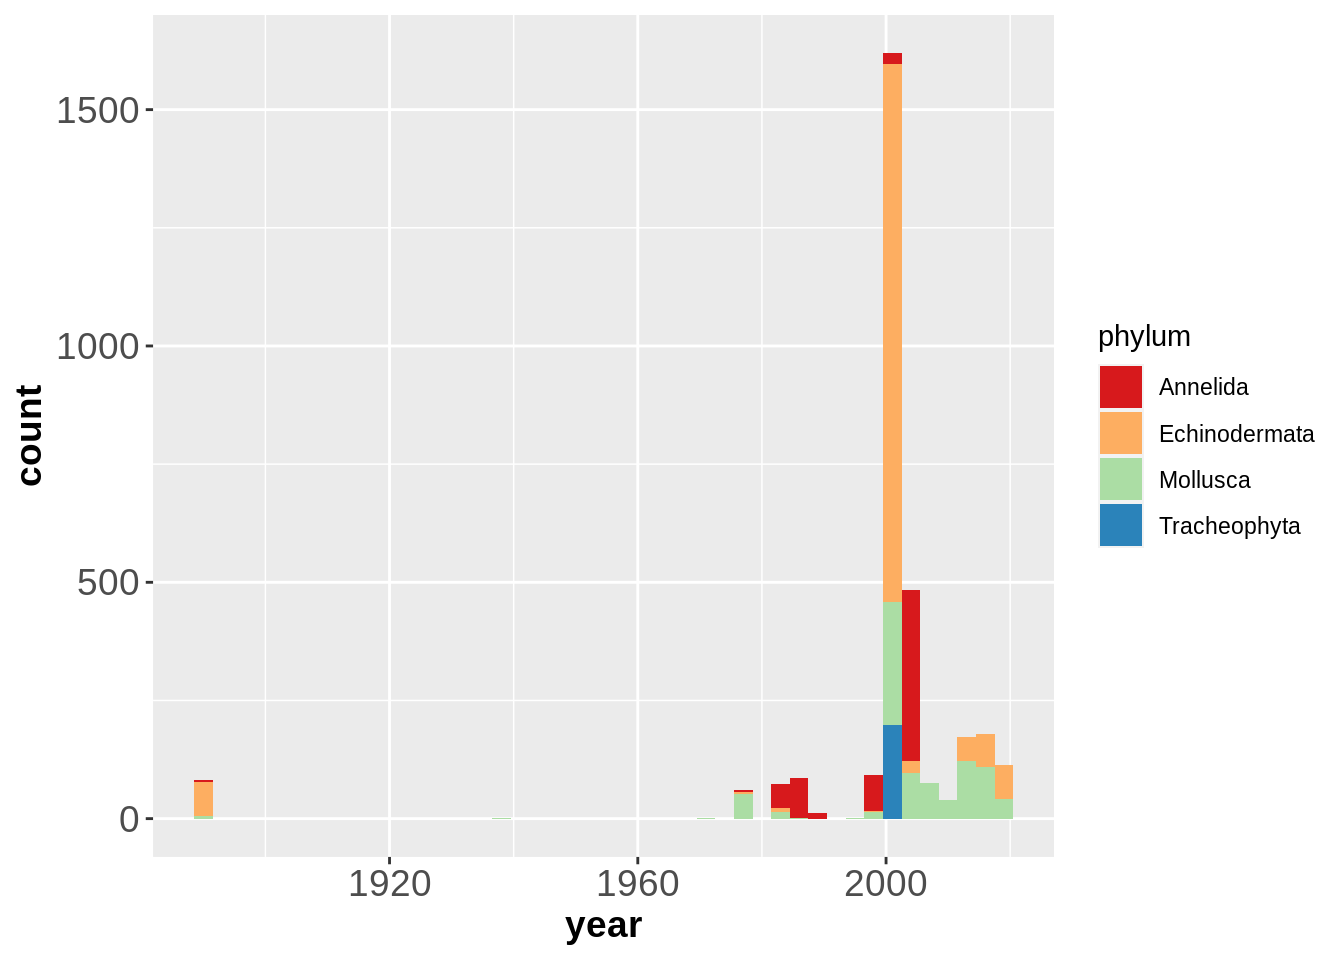 1500
1000
500
0
count
1920
1960
2000
year
phylum
Annelida
Echinodermata
Mollusca
Tracheophyta